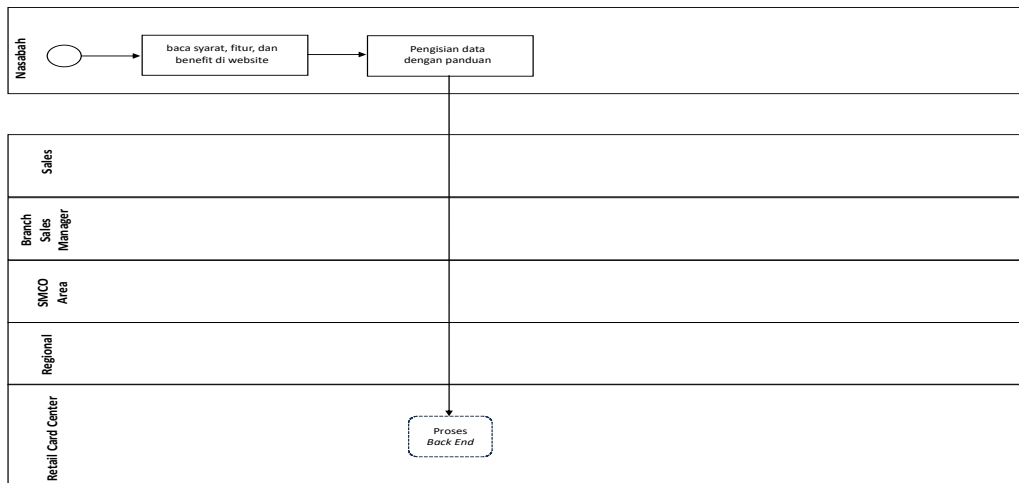 Nasabah
baca syarat, fitur, dan
benefit di website
Pengisian data
dengan panduan
Sales
Branch
Sales
Manager
SMCO
Area
Regional
Retail Card Center
Proses
Back End